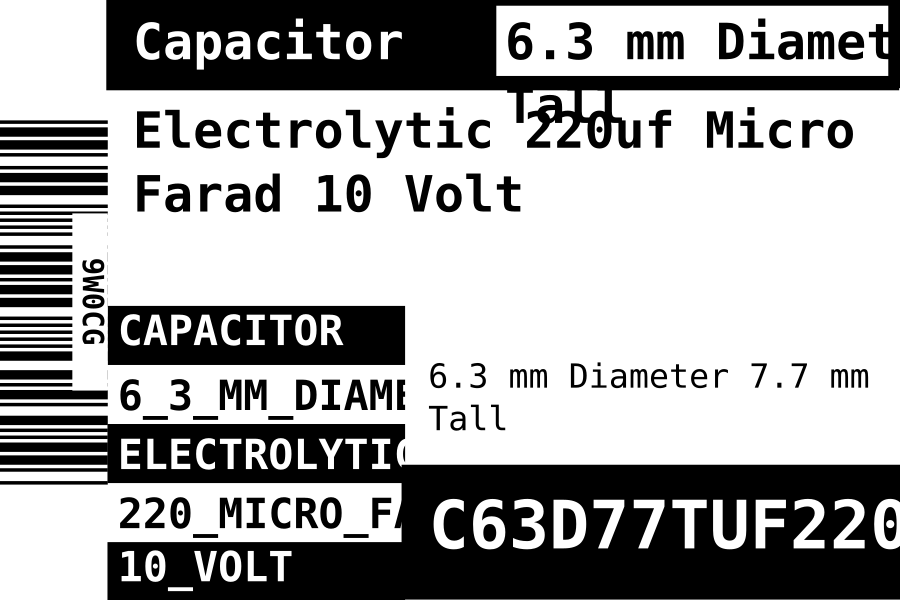 Capacitor
6.3 mm Diamet
Tall
Electrolytic 220uf Micro
Farad 10 Volt
9W0CG
CAPACITOR
6_3_MM_DIAME
ELECTROLYTIC
220_MICRO_FA
10_VOLT
6.3 mm Diameter 7.7 mm
Tall
C63D77TUF220